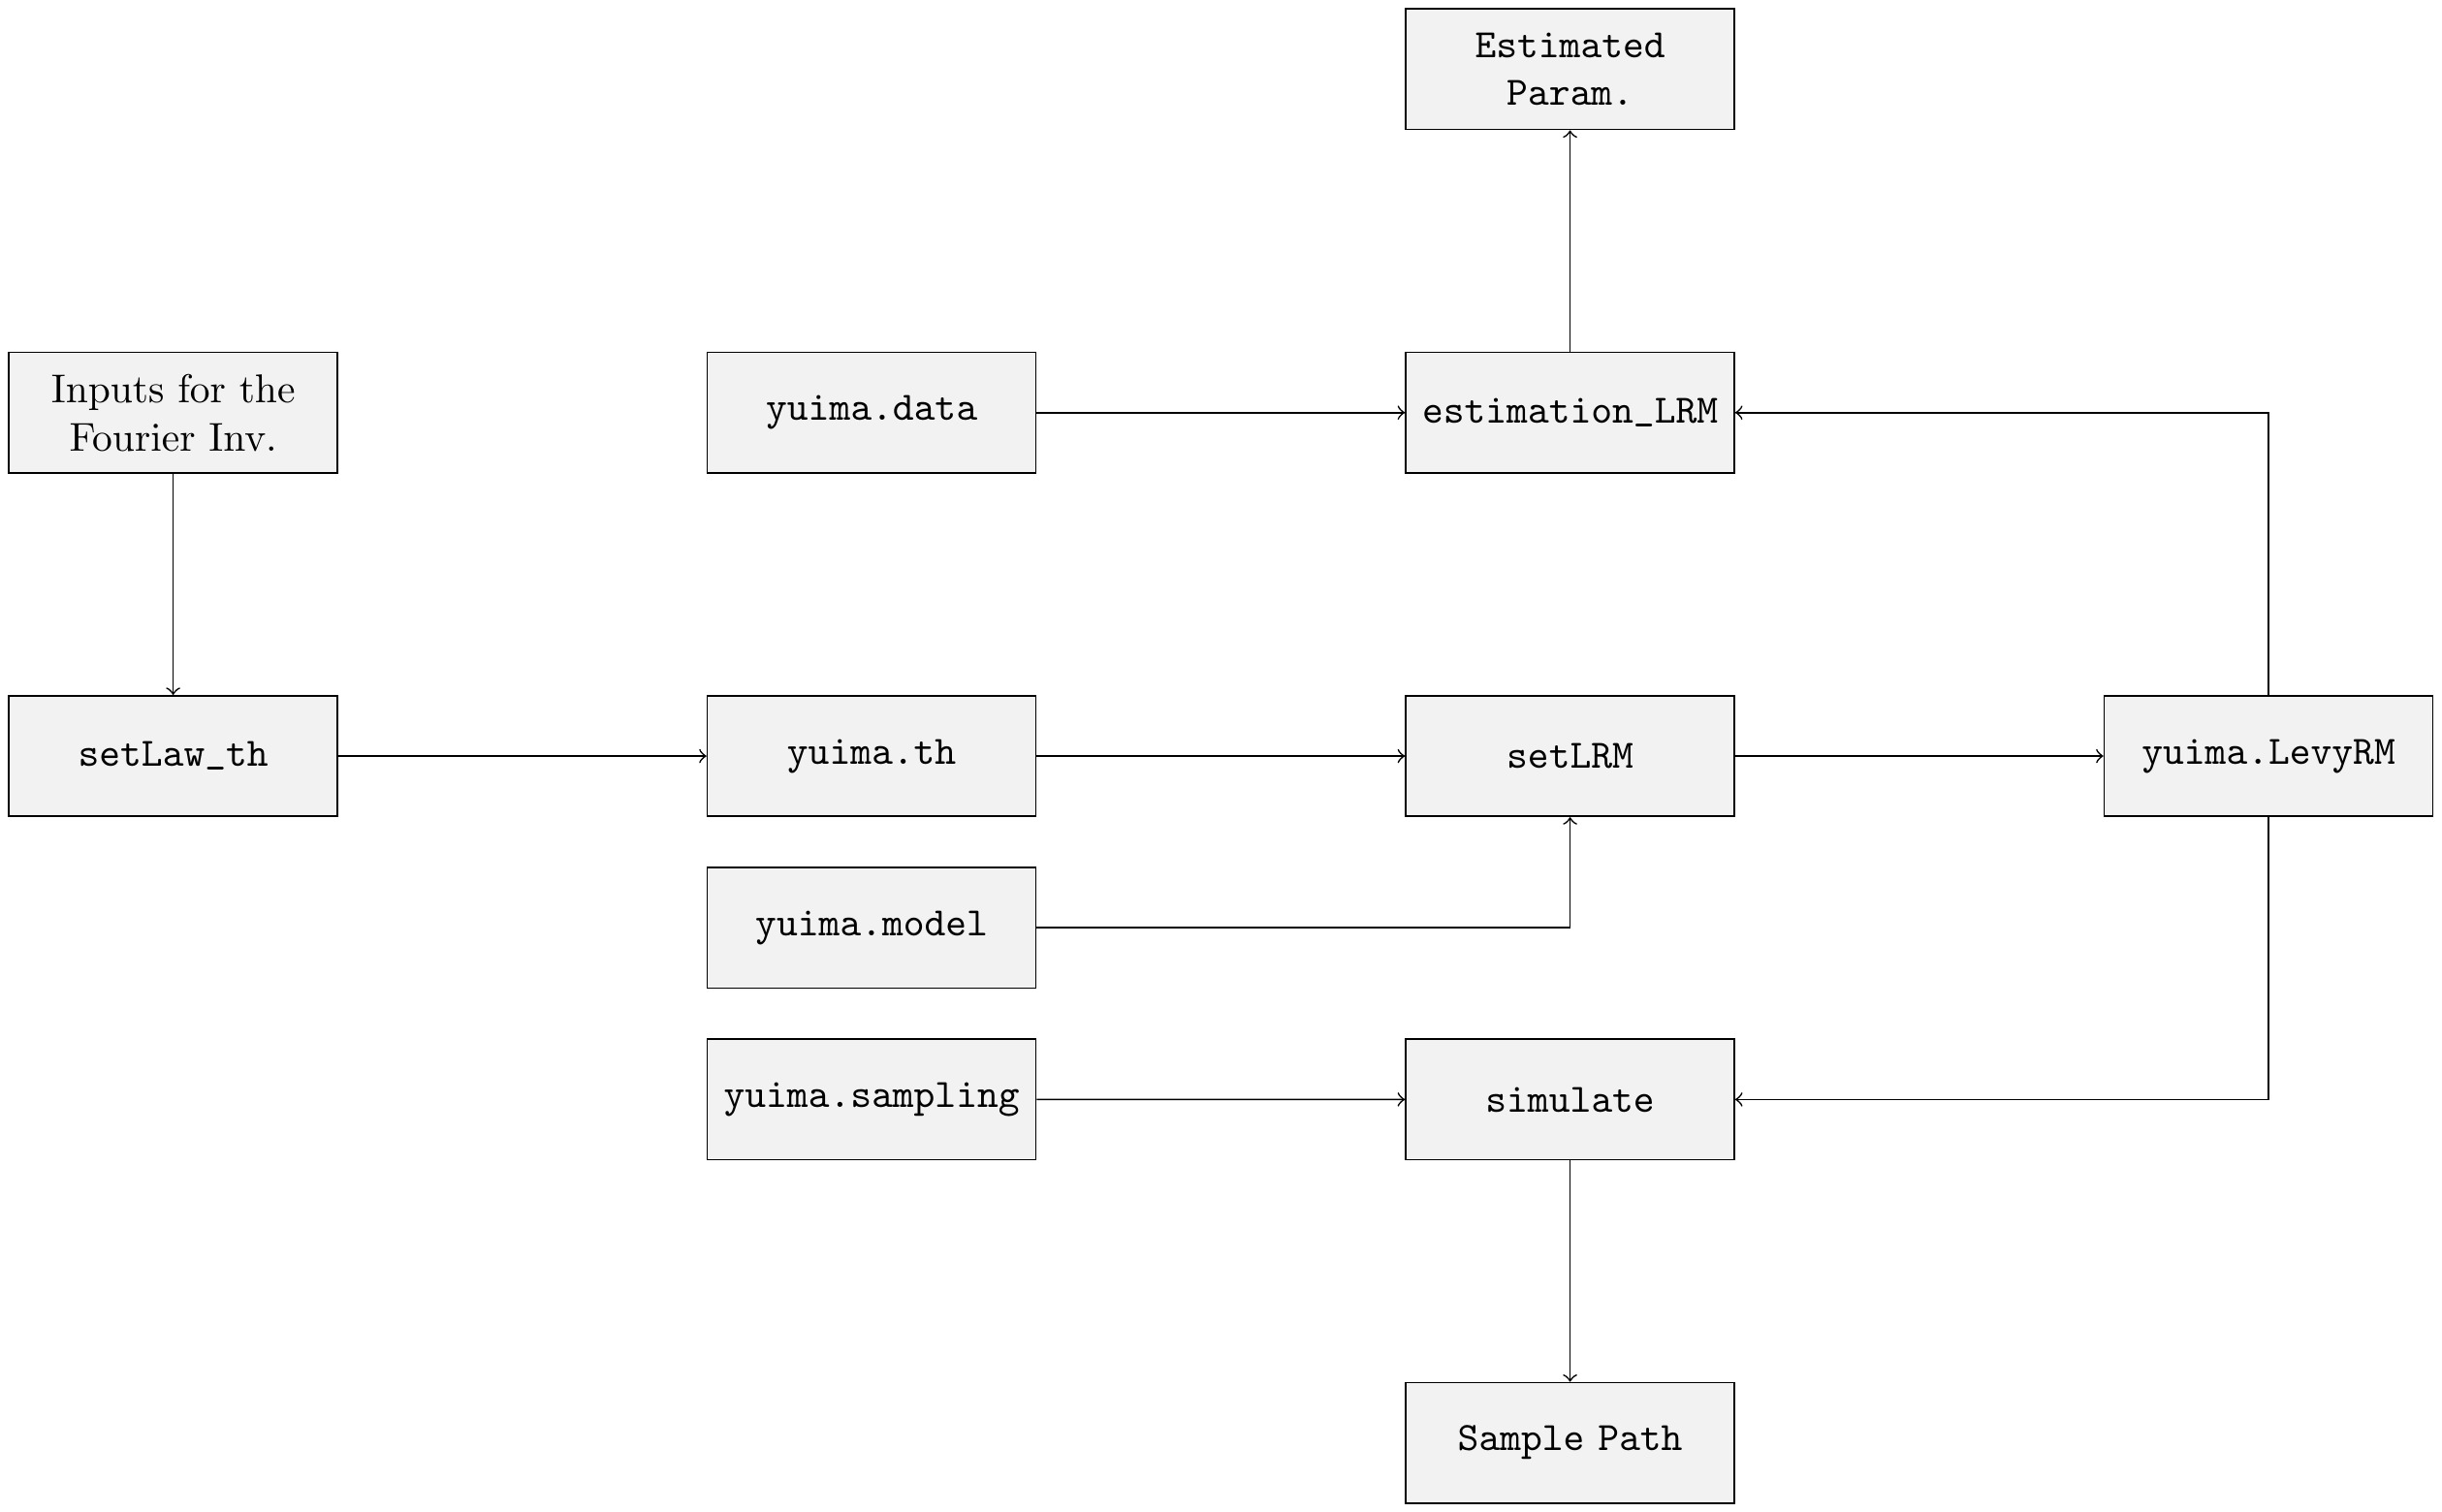 Estimated
Param.
Inputs for the
Fourier Inv.
yuima.data
estimation_LRM
setLaw_th
yuima.th
setLRM
yuima.LevyRM
yuima.model
yuima.sampling
simulate
Sample Path